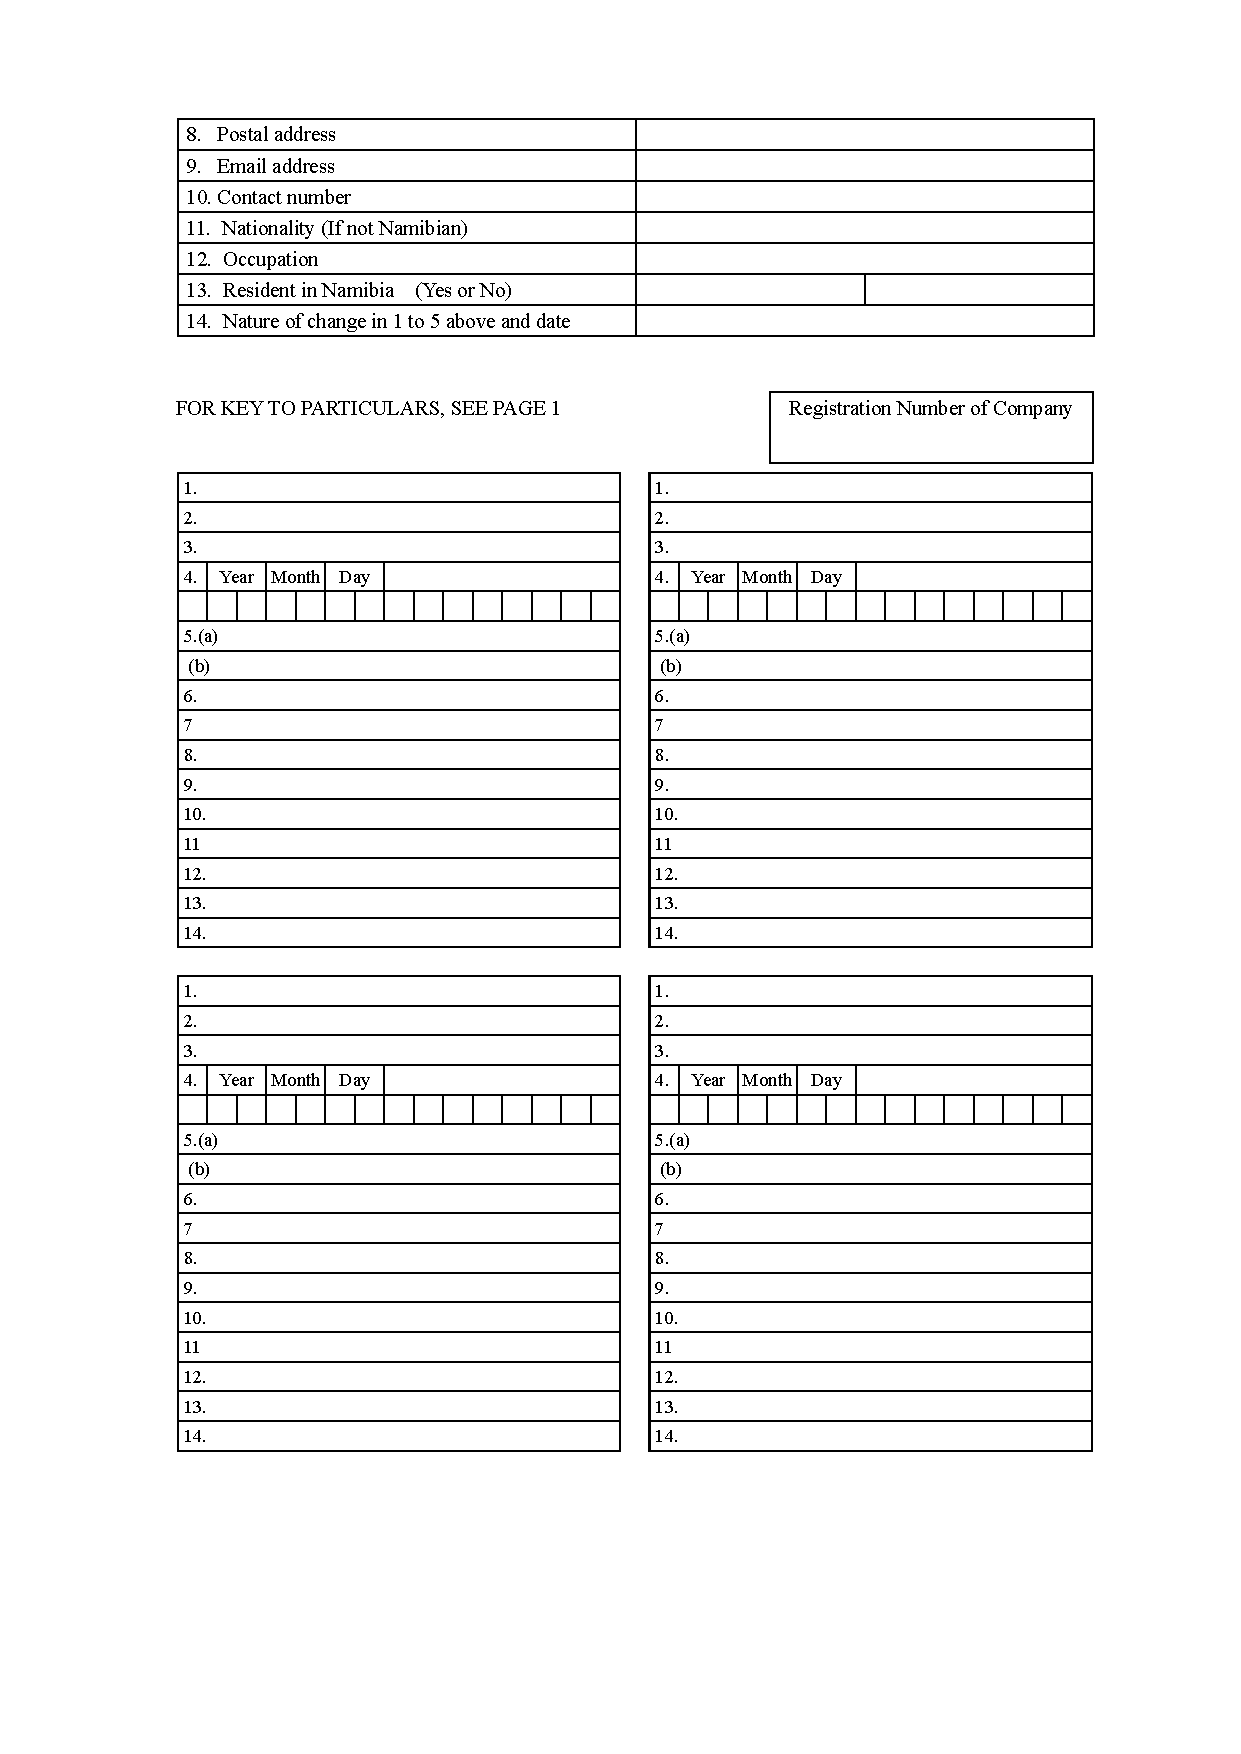 8. Postal address
9. Email address
10. Contact number
11. Nationality (If not Namibian)
12. Occupation
13. Resident in Namibia (Yes or No)
14. Nature of change in 1 to 5 above and date
FOR KEY TO PARTICULARS, SEE PAGE 1
Registration Number of Company
1.
2.
3.
4. Year Month Day
5.(a)
(b)
6.
7
8.
9.
10.
11
12.
13.
14.
1.
2.
3.
4. Year Month Day
5.(a)
(b)
6.
7
8.
9.
10.
11
12.
13.
14.
1.
2.
3.
4. Year Month Day
5.(a)
(b)
6.
7
8.
9.
10.
11
12.
13.
14.
1.
2.
3.
4. Year Month Day
5.(a)
(b)
6.
7
8.
9.
10.
11
12.
13.
14.